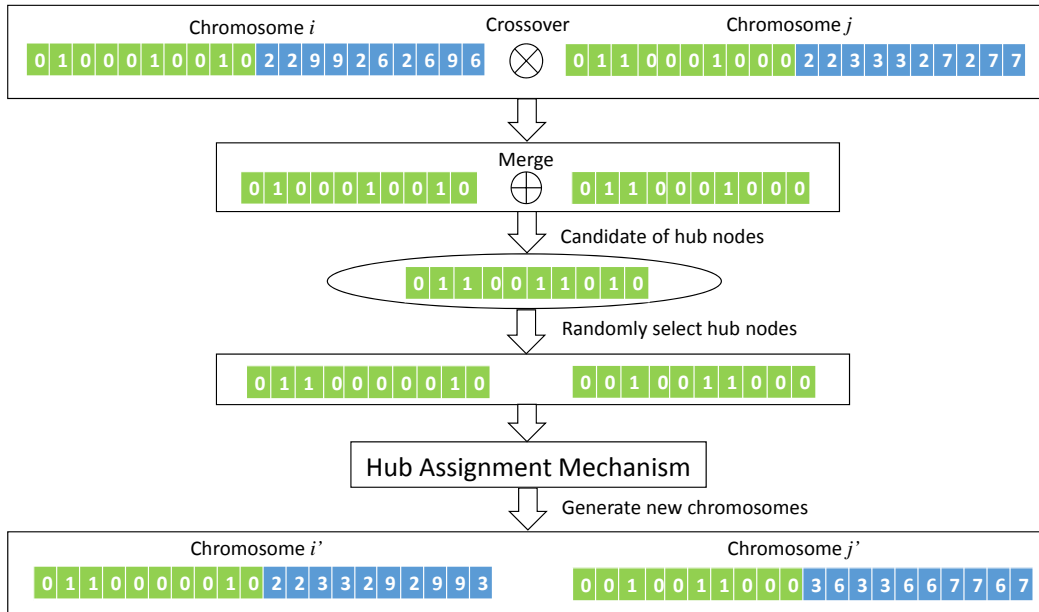 Chromosome i Crossover Chromosome j
0 1 0 0 0 1 0 0 1 0 2 2 9 9 2 6 2 6 9 6 0 1 1 0 0 0 1 0 0 0 2 2 3 3 3 2 7 2 7 7
Merge
0 1 0 0 0 1 0 0 1 0 0 1 1 0 0 0 1 0 0 0
Candidate of hub nodes
0 1 1 0 0 1 1 0 1 0
Randomly select hub nodes
0 1 1 0 0 0 0 0 1 0 0 0 1 0 0 1 1 0 0 0
Hub Assignment Mechanism
Generate new chromosomes
Chromosome i’ Chromosome j’
0 1 1 0 0 0 0 0 1 0 2 2 3 3 2 9 2 9 9 3 0 0 1 0 0 1 1 0 0 0 3 6 3 3 6 6 7 7 6 7